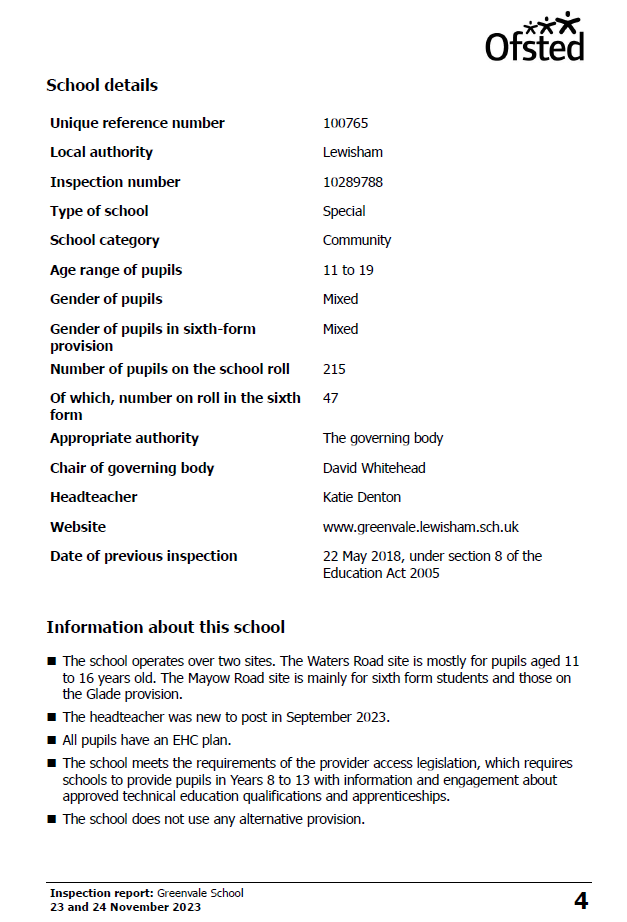 Ofsted
School details
Unique reference number 100765
Local authority Lewisham
Inspection number 10289788
Type of school Special
School category Community
Age range of pupils 11 to 19
Gender of pupils Mixed
Gender of pupils in sixth-form Mixed
provision
Number of pupils on the school roll 215
Of which, number on roll in the sixth 47
form
Appropriate authority The governing body
Chair of governing body David Whitehead
Headteacher Katie Denton
Website www.greenvale.lewisham.sch.uk
Date of previous inspection 22 May 2018, under section 8 of the
Education Act 2005
Information about this school
■ The school operates over two sites. The Waters Road site is mostly for pupils aged 11
to 16 years old. The Mayow Road site is mainly for sixth form students and those on
the Glade provision.
■ The headteacher was new to post in September 2023.
■ All pupils have an EHC plan.
■ The school meets the requirements of the provider access legislation, which requires
schools to provide pupils in Years 8 to 13 with information and engagement about
approved technical education qualifications and apprenticeships.
■ The school does not use any alternative provision.
Inspection report: Greenvale School
23 and 24 November 2023
4